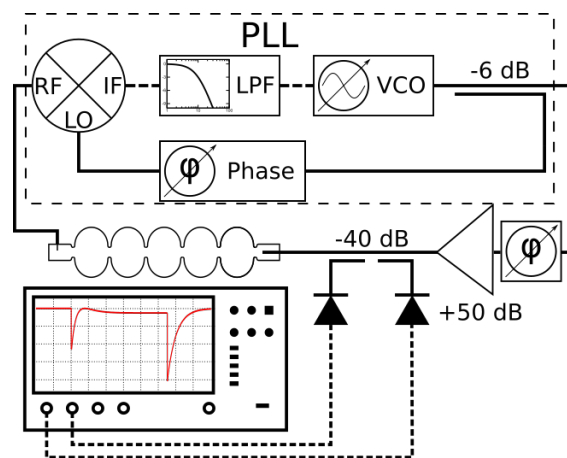 PLL
RF
IF
LO
LPF
VCO
-6 dB
φ
Phase
-40 dB
φ
+50 dB